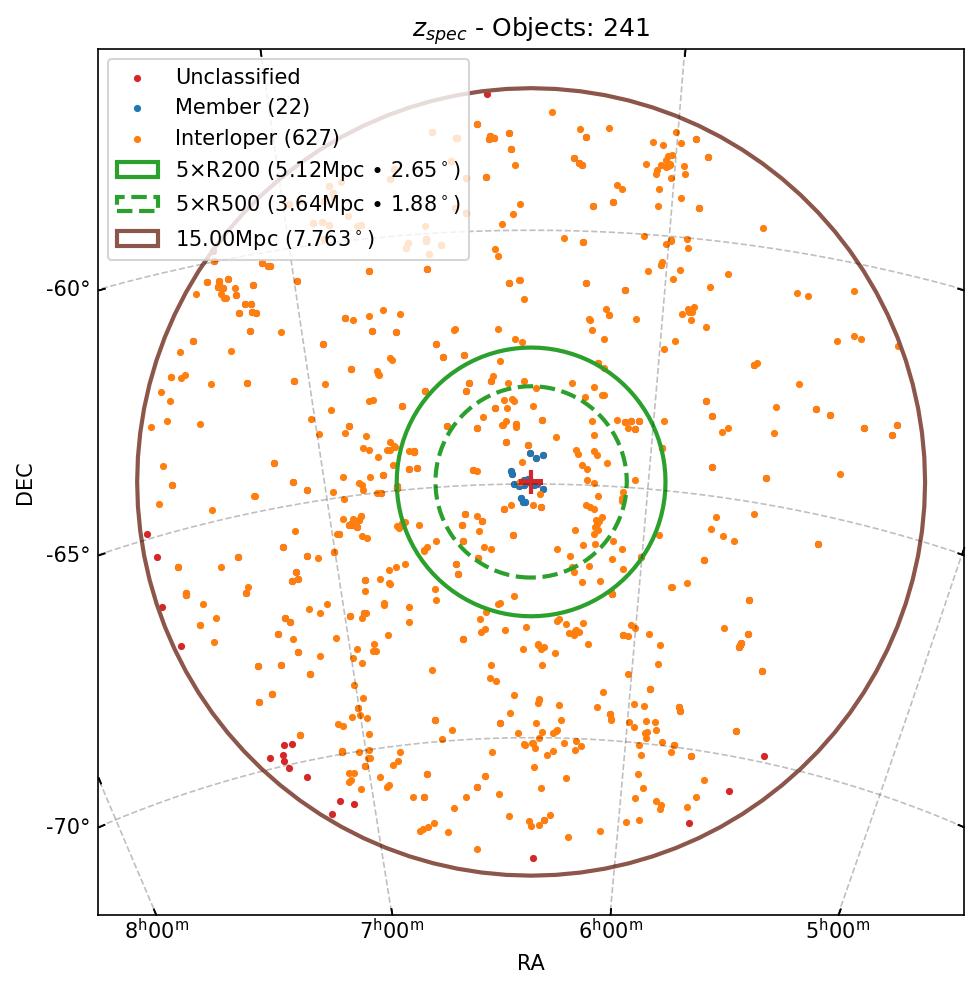 z_spec - Objects: 241
Unclassified
Member (22)
Interloper (627)
5×R200 (5.12Mpc • 2.65°)
5×R500 (3.64Mpc • 1.88°)
15.00Mpc (7.763°)
-60°
-65°
-70°
DEC
8h00m 7h00m 6h00m 5h00m
RA